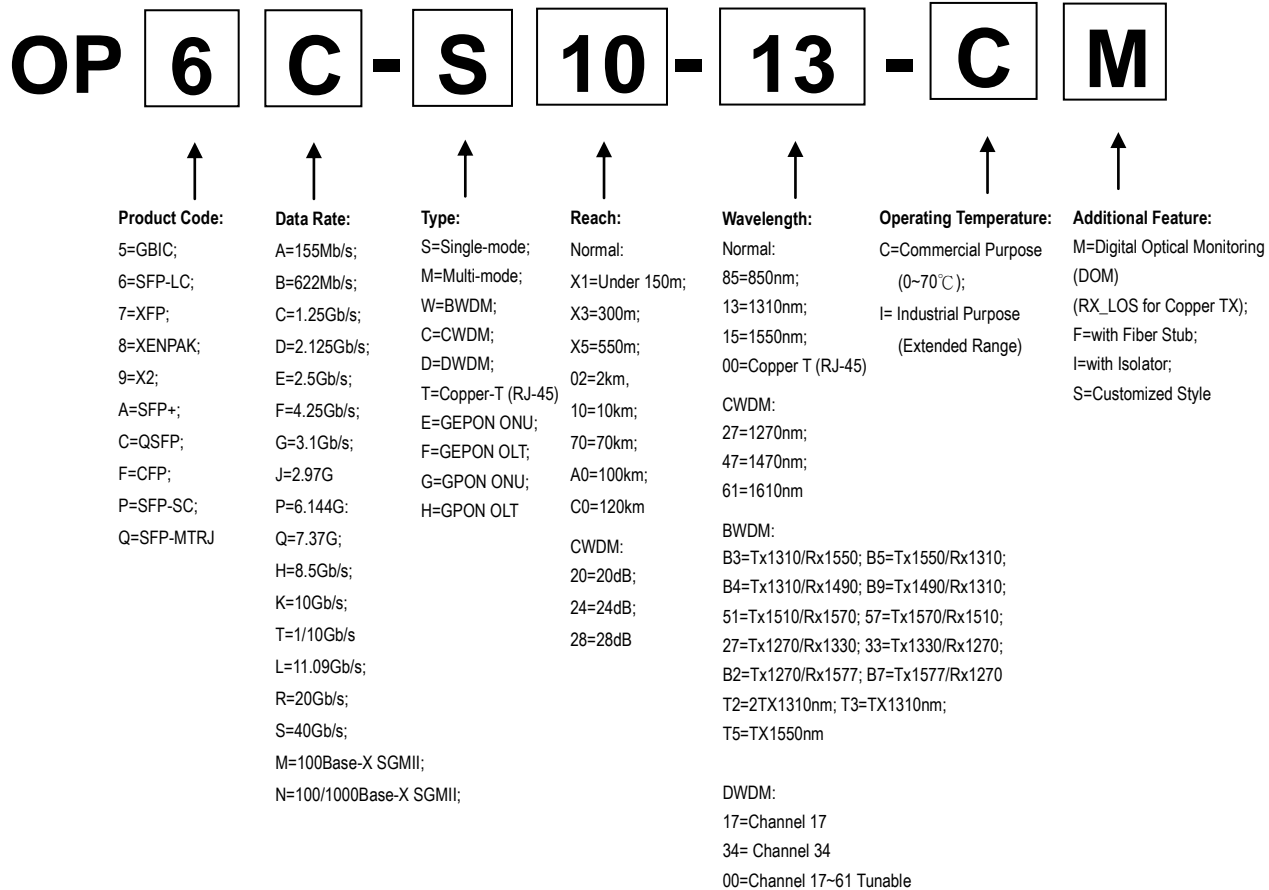 OP 6 C - S 10 - 13 - C M
Product Code:
5=GBIC;
6=SFP-LC;
7=XFP;
8=XENPAK;
9=X2;
A=SFP+;
C=QSFP;
F=CFP;
P=SFP-SC;
Q=SFP-MTRJ
Data Rate:
A=155Mb/s;
B=622Mb/s;
C=1.25Gb/s;
D=2.125Gb/s;
E=2.5Gb/s;
F=4.25Gb/s;
G=3.1Gb/s;
J=2.97G
P=6.144G:
Q=7.37G;
H=8.5Gb/s;
K=10Gb/s;
T=1/10Gb/s
L=11.09Gb/s;
R=20Gb/s;
S=40Gb/s;
M=100Base-X SGMII;
N=100/1000Base-X SGMII;
Type:
S=Single-mode;
M=Multi-mode;
W=BWDM;
C=CWDM;
D=DWDM;
T=Copper-T (RJ-45)
E=GEPON ONU;
F=GEPON OLT;
G=GPON ONU;
H=GPON OLT
Reach:
Normal:
X1=Under 150m;
X3=300m;
X5=550m;
02=2km,
10=10km;
70=70km;
A0=100km;
C0=120km
CWDM:
20=20dB;
24=24dB;
28=28dB
Wavelength:
Normal:
85=850nm;
13=1310nm;
15=1550nm;
00=Copper T (RJ-45)
CWDM:
27=1270nm;
47=1470nm;
61=1610nm
BWDM:
B3=Tx1310/Rx1550; B5=Tx1550/Rx1310;
B4=Tx1310/Rx1490; B9=Tx1490/Rx1310;
51=Tx1510/Rx1570; 57=Tx1570/Rx1510;
27=Tx1270/Rx1330; 33=Tx1330/Rx1270;
B2=Tx1270/Rx1577; B7=Tx1577/Rx1270
T2=2TX1310nm; T3=TX1310nm;
T5=TX1550nm
DWDM:
17=Channel 17
34= Channel 34
00=Channel 17~61 Tunable
Operating Temperature:
C=Commercial Purpose
(0~70℃);
I= Industrial Purpose
(Extended Range)
Additional Feature:
M=Digital Optical Monitoring
(DOM)
(RX_LOS for Copper TX);
F=with Fiber Stub;
I=with Isolator;
S=Customized Style